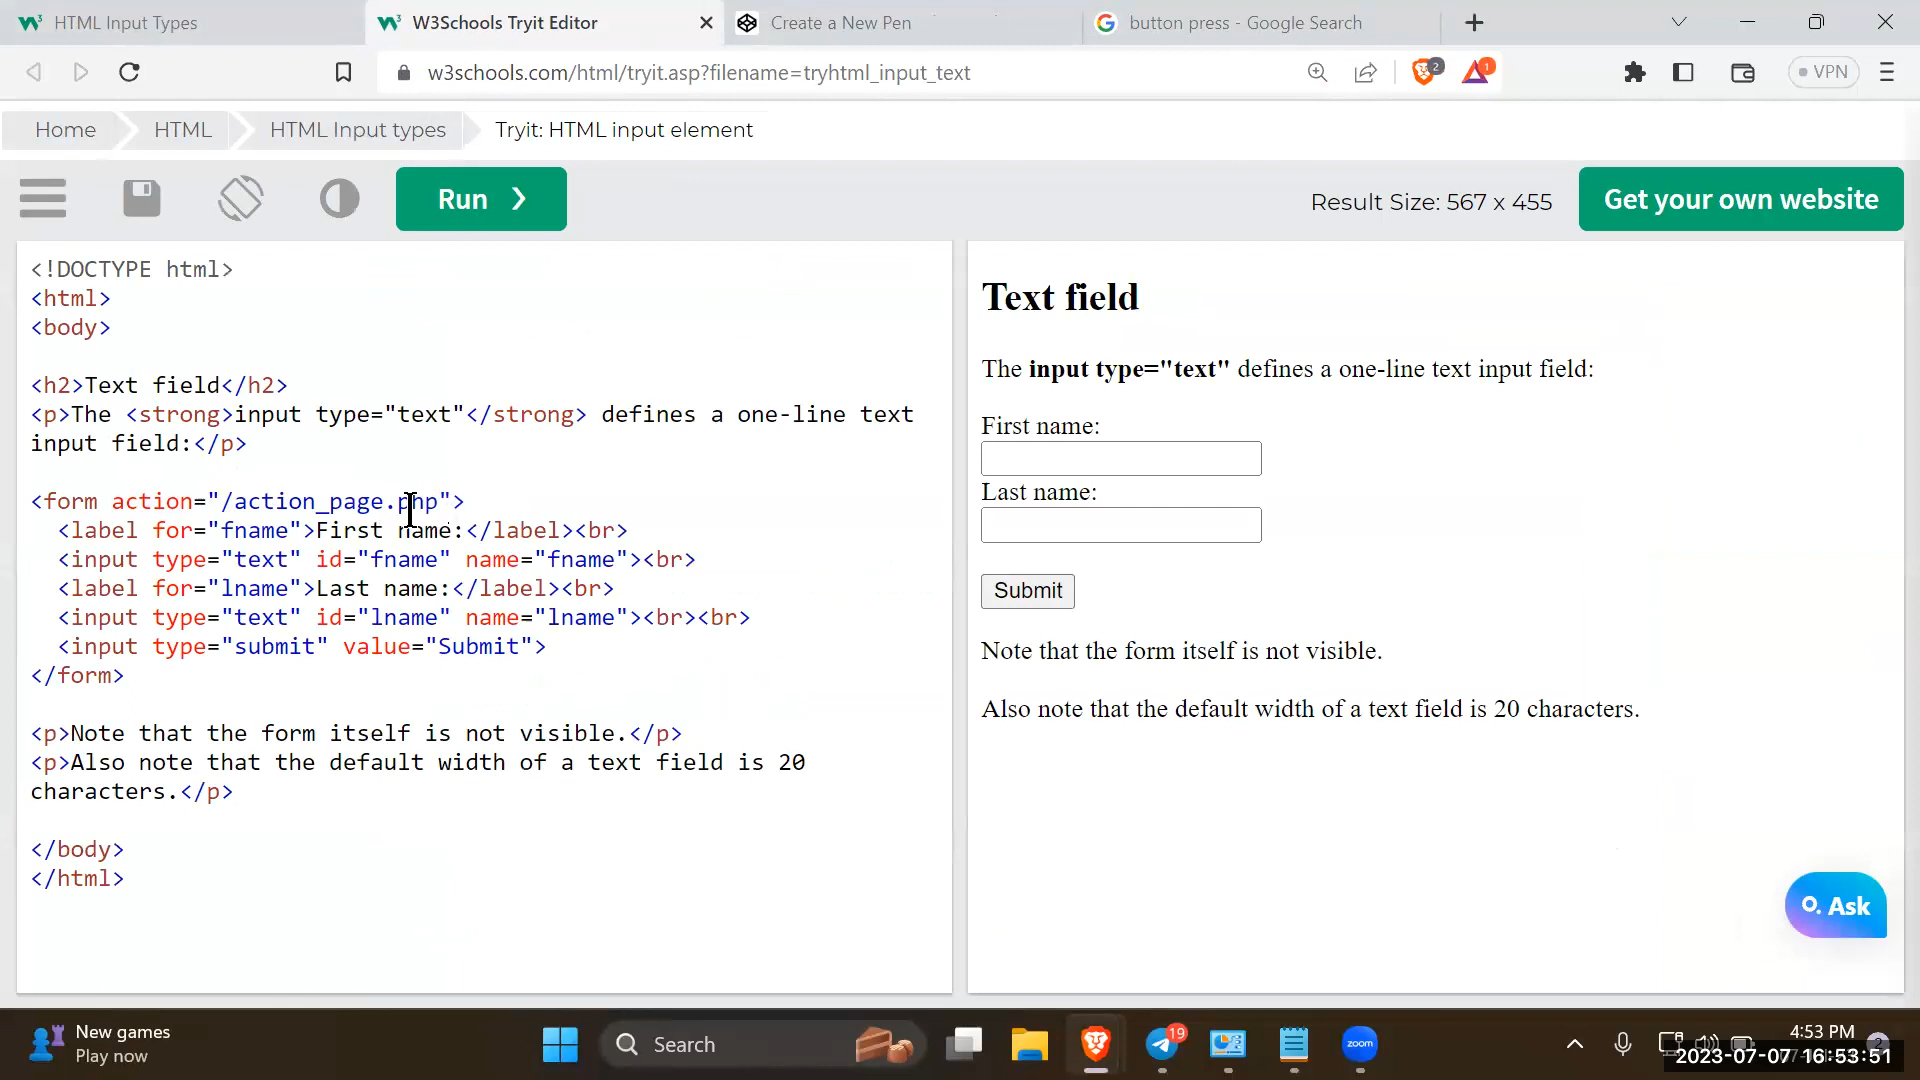 HTML Input Types
W3Schools Tryit Editor
Create a New Pen
button press - Google Search
w3schools.com/html/tryit.asp?filename=tryhtml_input_text
2
1
VPN
Home
HTML
HTML Input types
Tryit: HTML input element
Run ❯
Result Size: 567 x 455
Get your own website
<!DOCTYPE html>
<html>
<body>
<h2>Text field</h2>
<p>The <strong>input type="text"</strong> defines a one-line text
input field:</p>
<form action="/action_page.php">
<label for="fname">First name:</label><br>
<input type="text" id="fname" name="fname"><br>
<label for="lname">Last name:</label><br>
<input type="text" id="lname" name="lname"><br><br>
<input type="submit" value="Submit">
</form>
<p>Note that the form itself is not visible.</p>
<p>Also note that the default width of a text field is 20
characters.</p>
</body>
</html>
Text field
The input type="text" defines a one-line text input field:
First name:
Last name:
Submit
Note that the form itself is not visible.
Also note that the default width of a text field is 20 characters.
Ask
New games
Play now
Search
19
zoom
4:53 PM
2023-07-07 16:53:51